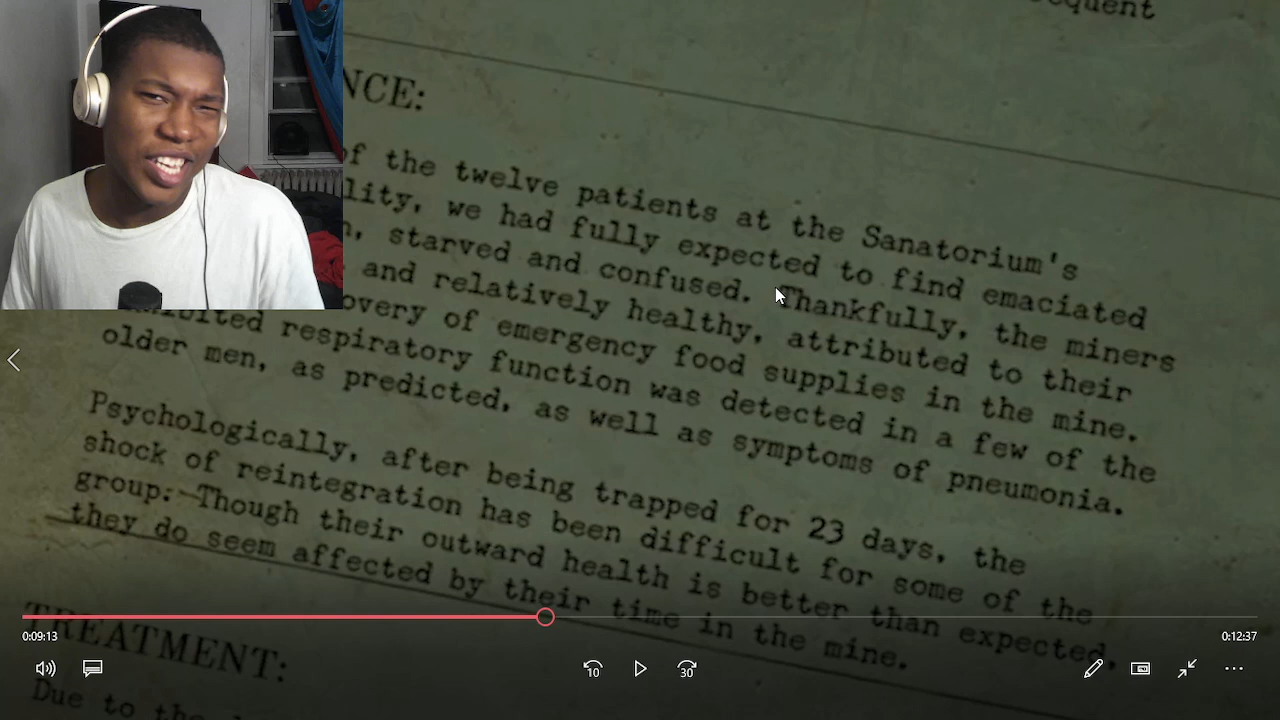 equent
NCE:
of the twelve patients at the Sanatorium's
lity, we had fully expected to find emaciated
n, starved and confused. Thankfully, the miners
and relatively healthy, attributed to their
overy of emergency food supplies in the mine.
ibited respiratory function was detected in a few of the
older men, as predicted, as well as symptoms of pneumonia.
Psychologically, after being trapped for 23 days, the
shock of reintegration has been difficult for some of the
group: Though their outward health is better than expected,
they do seem affected by their time in the mine.
TREATMENT:
Due to the
0:09:13
0:12:37
10
30